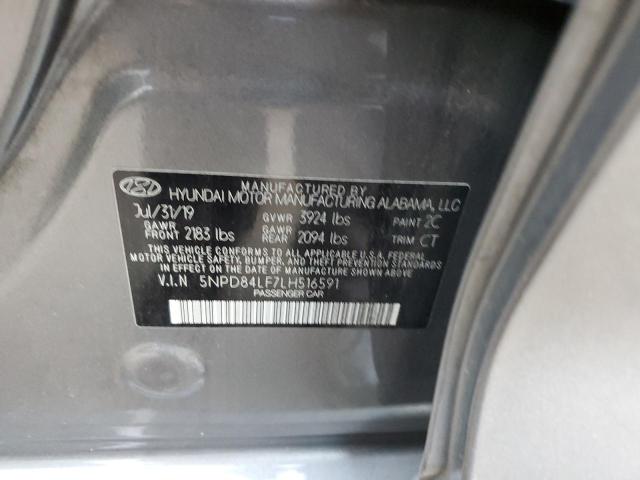 MANUFACTURED BY
HYUNDAI MOTOR MANUFACTURING ALABAMA, LLC
Jul/31/19 GVWR 3924 lbs PAINT 2C
GAWR FRONT 2183 lbs GAWR REAR 2094 lbs TRIM CT
THIS VEHICLE CONFORMS TO ALL APPLICABLE U.S.A. FEDERAL
MOTOR VEHICLE SAFETY, BUMPER, AND THEFT PREVENTION STANDARDS
IN EFFECT ON THE DATE OF MANUFACTURE SHOWN ABOVE.
V.I.N 5NPD84LF7LH516591
PASSENGER CAR